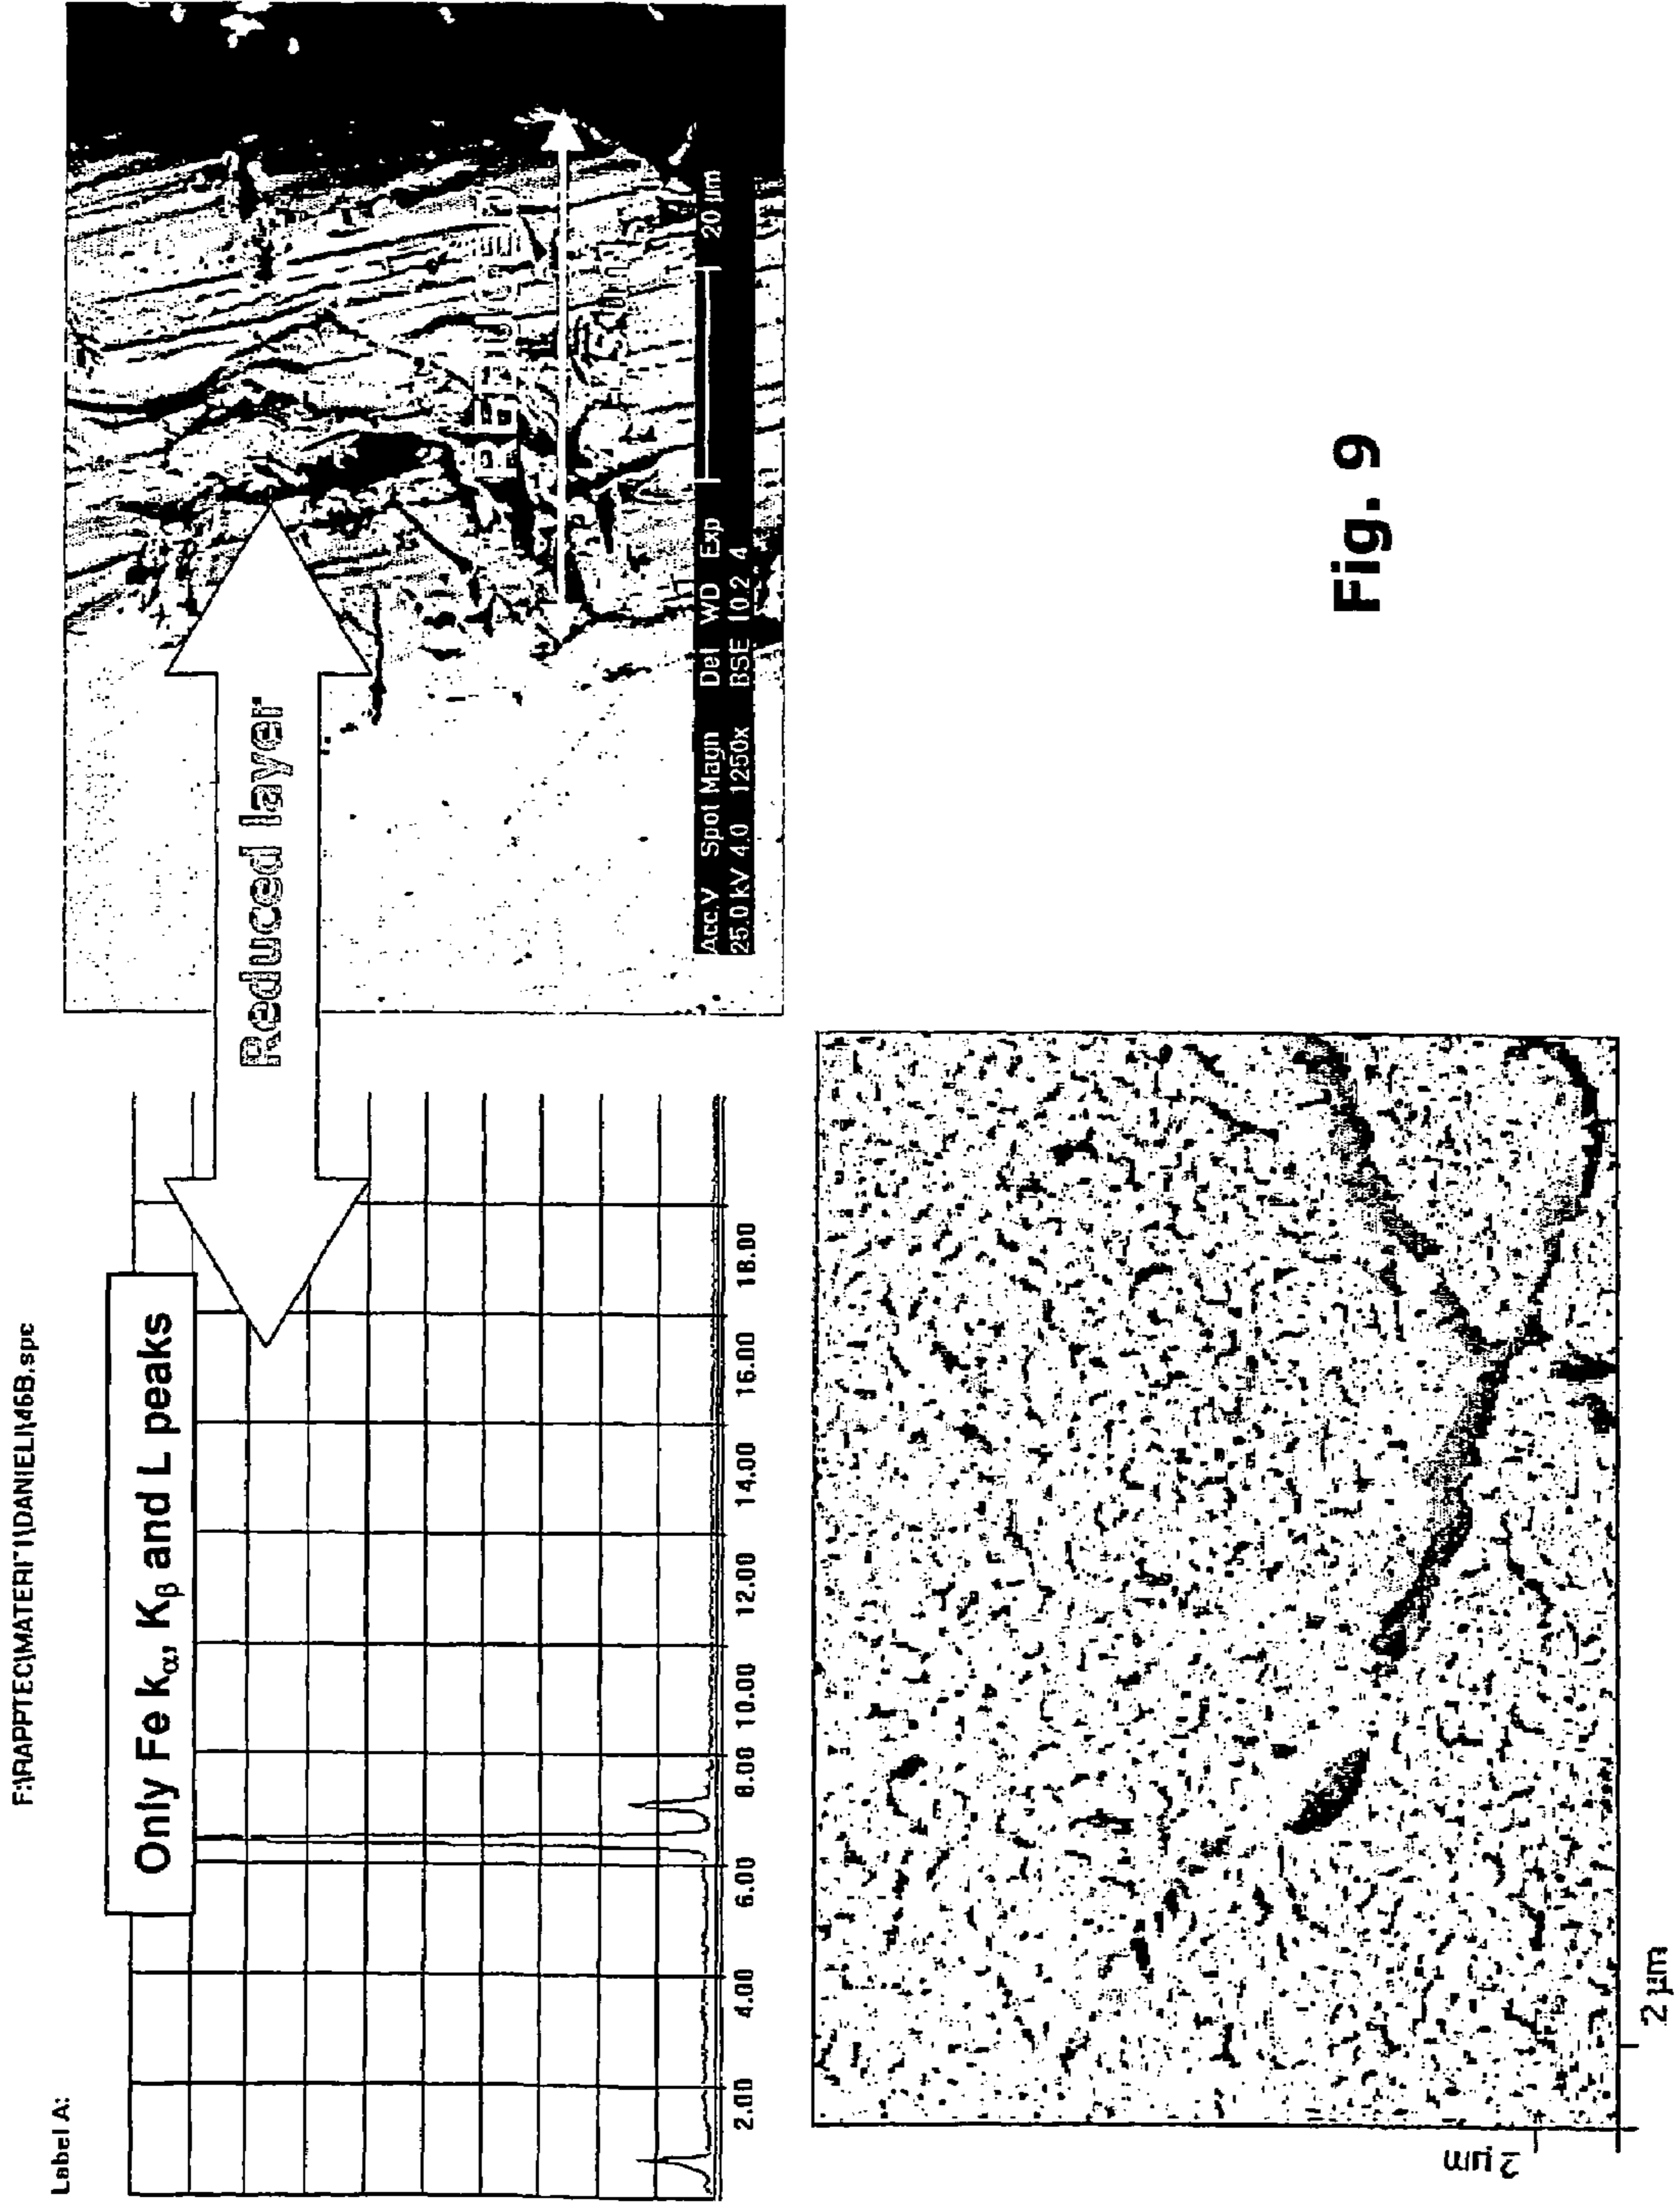 F:\RAPPTEC\MATERI~1\DANIELI\46B.spc
Label A:
Only Fe kα, Kβ and L peaks
2.00 4.00 6.00 8.00 10.00 12.00 14.00 16.00 18.00
Reduced layer
REDUCED
Acc.V Spot Magn Det WD Exp 20 µm
25.0 kV 4.0 1250x BSE 10.2 4
2µm
2 µm
Fig. 9